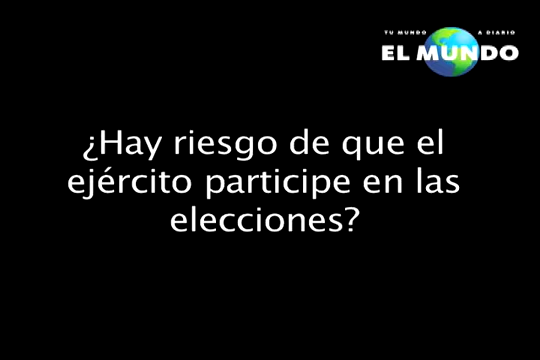 TU MUNDO A DIARIO
EL MUNDO
¿Hay riesgo de que el
ejército participe en las
elecciones?